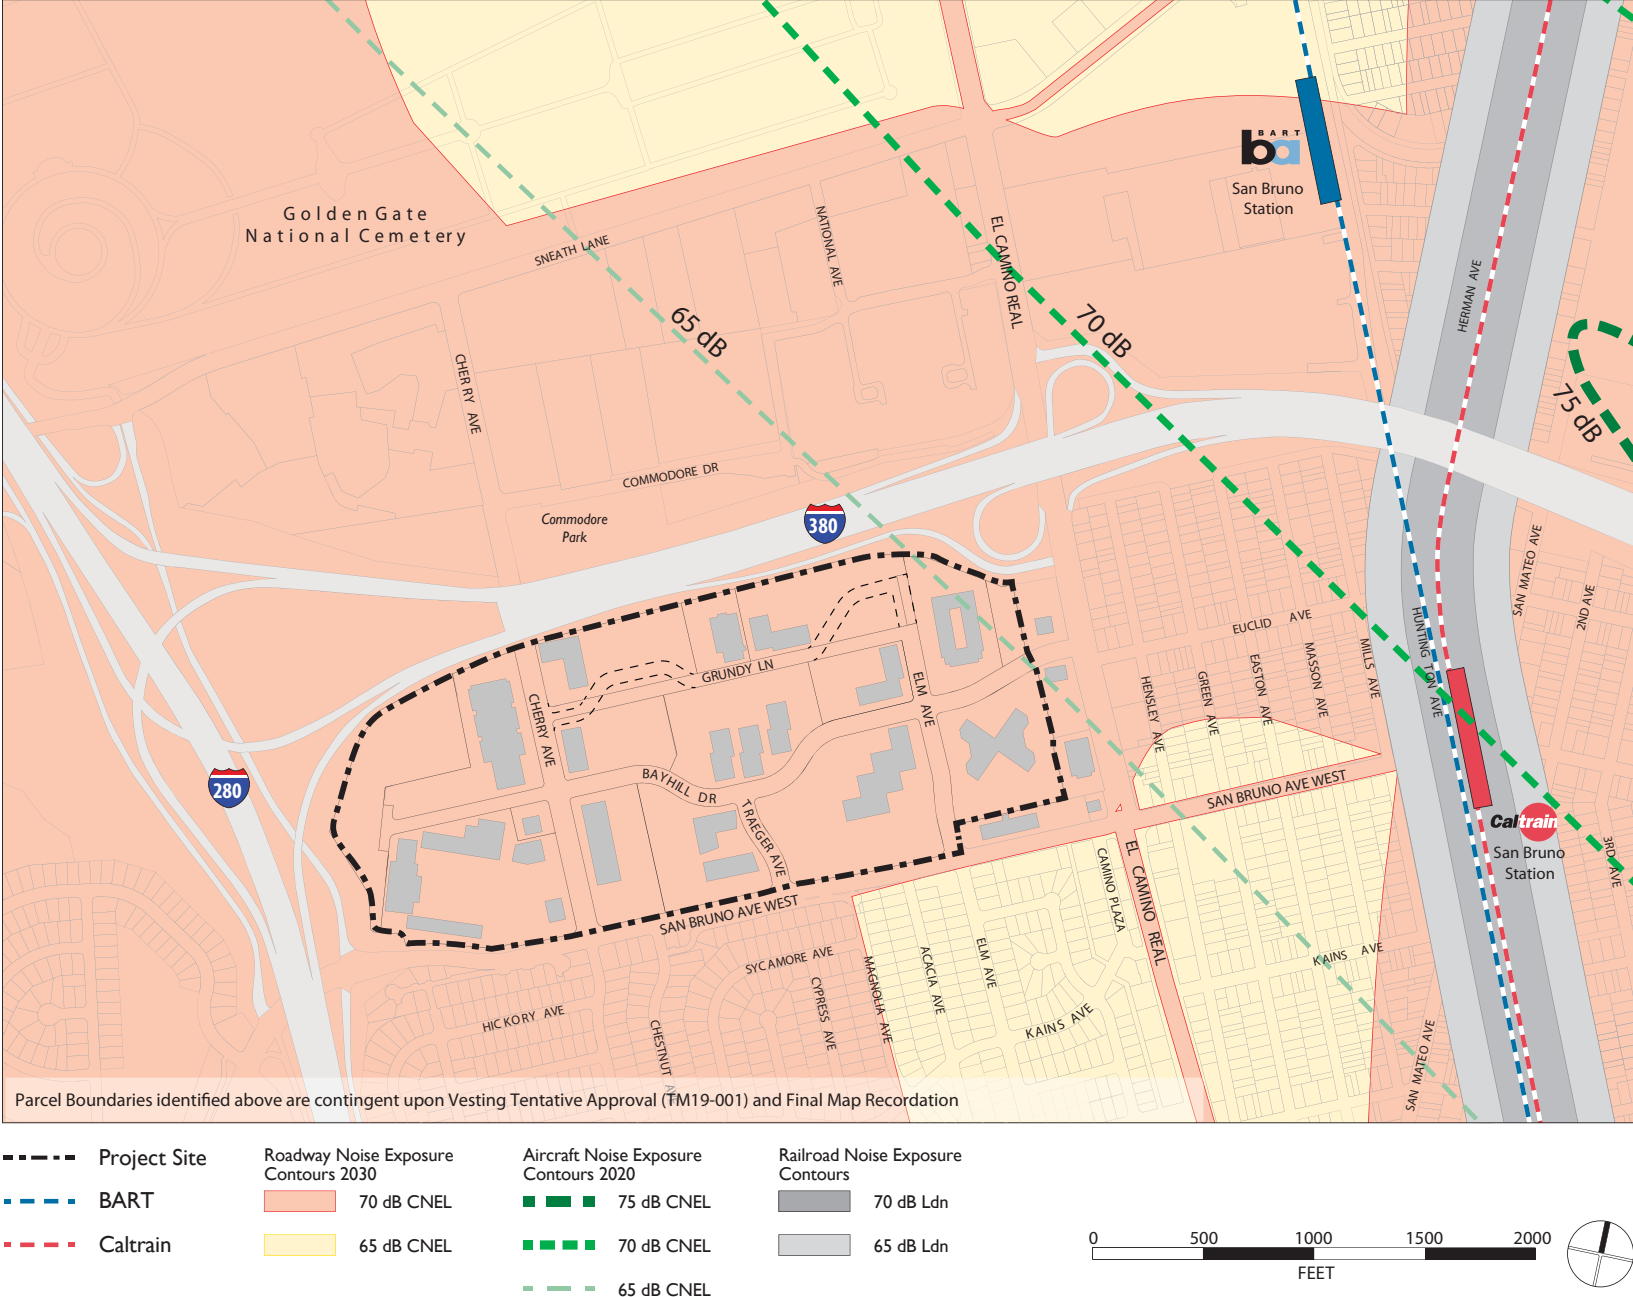 BART
ba
San Bruno
Station
Golden Gate
National Cemetery
SNEATH LANE
NATIONAL AVE
EL CAMINO REAL
HERMAN AVE
65 dB
70 dB
75 dB
CHERRY AVE
COMMODORE DR
Commodore
Park
380
SAN MATEO AVE
2ND AVE
EUCLID AVE
HUNTINGTON AVE
MILLS AVE
MASSON AVE
EASTON AVE
GREEN AVE
HENSLEY AVE
GRUNDY LN
ELM AVE
CHERRY AVE
280
BAYHILL DR
TRAEGER AVE
SAN BRUNO AVE WEST
Caltrain
San Bruno
Station
3RD AVE
EL CAMINO REAL
CAMINO PLAZA
SAN BRUNO AVE WEST
SYCAMORE AVE
CYPRESS AVE
MAGNOLIA AVE
ACACIA AVE
ELM AVE
KAINS AVE
KAINS AVE
HICKORY AVE
CHESTNUT AVE
SAN MATEO AVE
Parcel Boundaries identified above are contingent upon Vesting Tentative Approval (TM19-001) and Final Map Recordation
Project Site
BART
Caltrain
Roadway Noise Exposure
Contours 2030
70 dB CNEL
65 dB CNEL
Aircraft Noise Exposure
Contours 2020
75 dB CNEL
70 dB CNEL
65 dB CNEL
Railroad Noise Exposure
Contours
70 dB Ldn
65 dB Ldn
0 500 1000 1500 2000
FEET